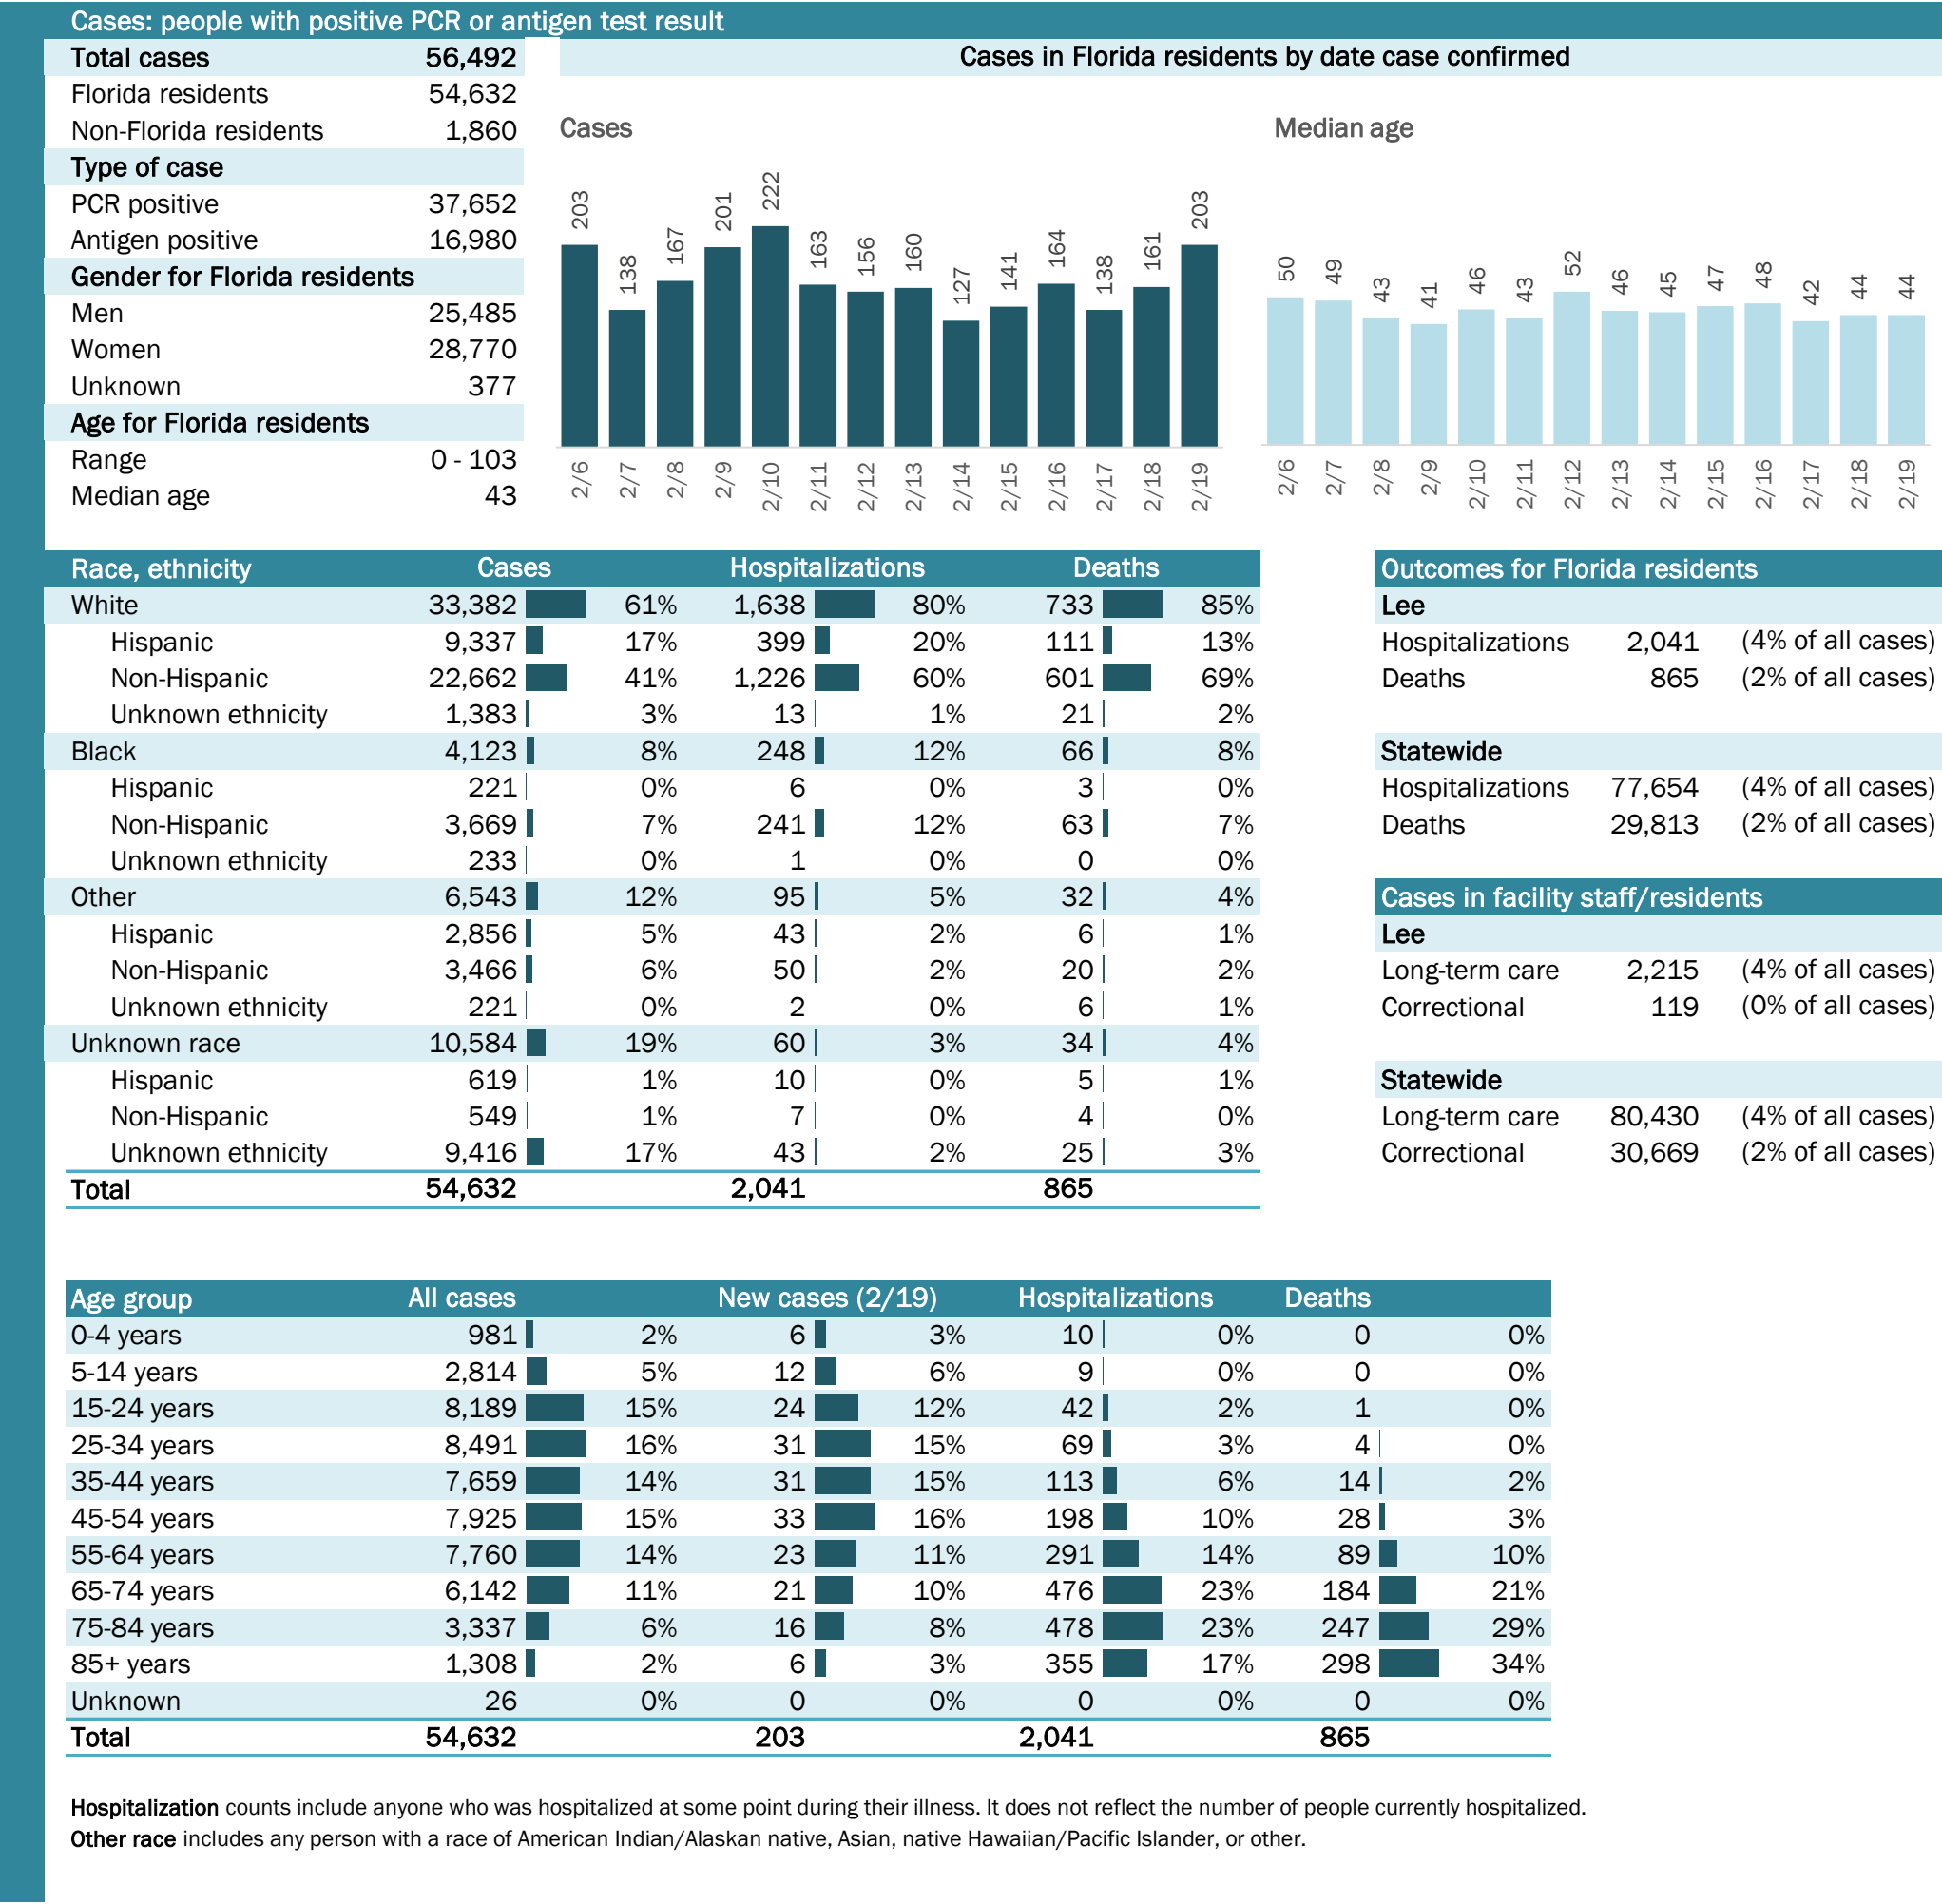 Cases: people with positive PCR or antigen test result
Total cases 56,492
Florida residents 54,632
Non-Florida residents 1,860
Type of case
PCR positive 37,652
Antigen positive 16,980
Gender for Florida residents
Men 25,485
Women 28,770
Unknown 377
Age for Florida residents
Range 0 - 103
Median age 43
Cases in Florida residents by date case confirmed
Cases
203 138 167 201 222 163 156 160 127 141 164 138 161 203
2/6 2/7 2/8 2/9 2/10 2/11 2/12 2/13 2/14 2/15 2/16 2/17 2/18 2/19
Median age
50 49 43 41 46 43 52 46 45 47 48 42 44 44
2/6 2/7 2/8 2/9 2/10 2/11 2/12 2/13 2/14 2/15 2/16 2/17 2/18 2/19
Race, ethnicity Cases Hospitalizations Deaths
White 33,382 61% 1,638 80% 733 85%
Hispanic 9,337 17% 399 20% 111 13%
Non-Hispanic 22,662 41% 1,226 60% 601 69%
Unknown ethnicity 1,383 3% 13 1% 21 2%
Black 4,123 8% 248 12% 66 8%
Hispanic 221 0% 6 0% 3 0%
Non-Hispanic 3,669 7% 241 12% 63 7%
Unknown ethnicity 233 0% 1 0% 0 0%
Other 6,543 12% 95 5% 32 4%
Hispanic 2,856 5% 43 2% 6 1%
Non-Hispanic 3,466 6% 50 2% 20 2%
Unknown ethnicity 221 0% 2 0% 6 1%
Unknown race 10,584 19% 60 3% 34 4%
Hispanic 619 1% 10 0% 5 1%
Non-Hispanic 549 1% 7 0% 4 0%
Unknown ethnicity 9,416 17% 43 2% 25 3%
Total 54,632 2,041 865
Outcomes for Florida residents
Lee
Hospitalizations 2,041 (4% of all cases)
Deaths 865 (2% of all cases)
Statewide
Hospitalizations 77,654 (4% of all cases)
Deaths 29,813 (2% of all cases)
Cases in facility staff/residents
Lee
Long-term care 2,215 (4% of all cases)
Correctional 119 (0% of all cases)
Statewide
Long-term care 80,430 (4% of all cases)
Correctional 30,669 (2% of all cases)
Age group All cases New cases (2/19) Hospitalizations Deaths
0-4 years 981 2% 6 3% 10 0% 0 0%
5-14 years 2,814 5% 12 6% 9 0% 0 0%
15-24 years 8,189 15% 24 12% 42 2% 1 0%
25-34 years 8,491 16% 31 15% 69 3% 4 0%
35-44 years 7,659 14% 31 15% 113 6% 14 2%
45-54 years 7,925 15% 33 16% 198 10% 28 3%
55-64 years 7,760 14% 23 11% 291 14% 89 10%
65-74 years 6,142 11% 21 10% 476 23% 184 21%
75-84 years 3,337 6% 16 8% 478 23% 247 29%
85+ years 1,308 2% 6 3% 355 17% 298 34%
Unknown 26 0% 0 0% 0 0% 0 0%
Total 54,632 203 2,041 865
Hospitalization counts include anyone who was hospitalized at some point during their illness. It does not reflect the number of people currently hospitalized.
Other race includes any person with a race of American Indian/Alaskan native, Asian, native Hawaiian/Pacific Islander, or other.